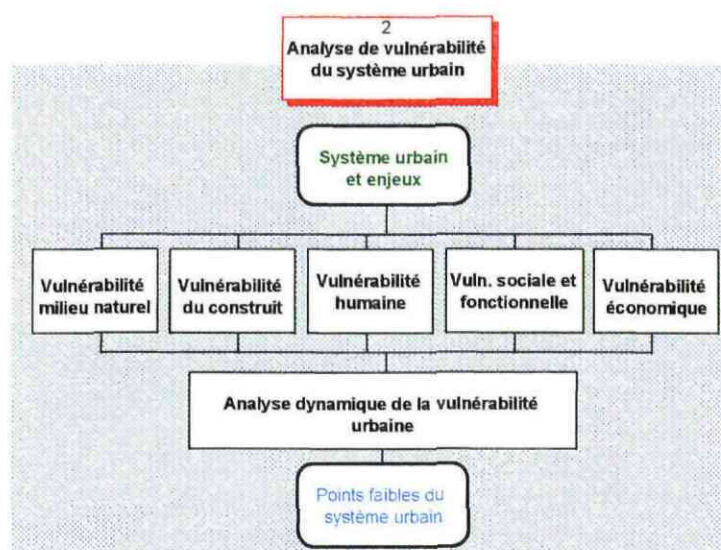 2
Analyse de vulnérabilité
du système urbain
Système urbain
et enjeux
Vulnérabilité
milieu naturel
Vulnérabilité
du construit
Vulnérabilité
humaine
Vuln. sociale et
fonctionnelle
Vulnérabilité
économique
Analyse dynamique de la vulnérabilité
urbaine
Points faibles du
système urbain